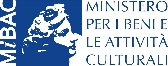 MiBAC
MINISTERO
PER I BENI E
LE ATTIVITÀ
CULTURALI